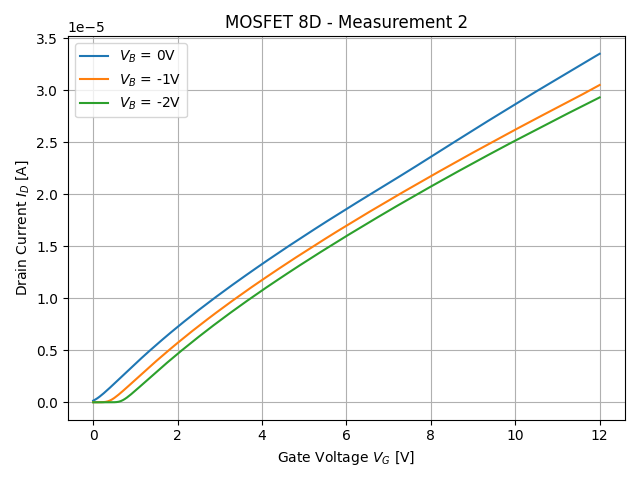 MOSFET 8D - Measurement 2
1e−5
3.5
3.0
2.5
2.0
1.5
1.0
0.5
0.0
Drain Current I_D [A]
V_B = 0V
V_B = -1V
V_B = -2V
0 2 4 6 8 10 12
Gate Voltage V_G [V]